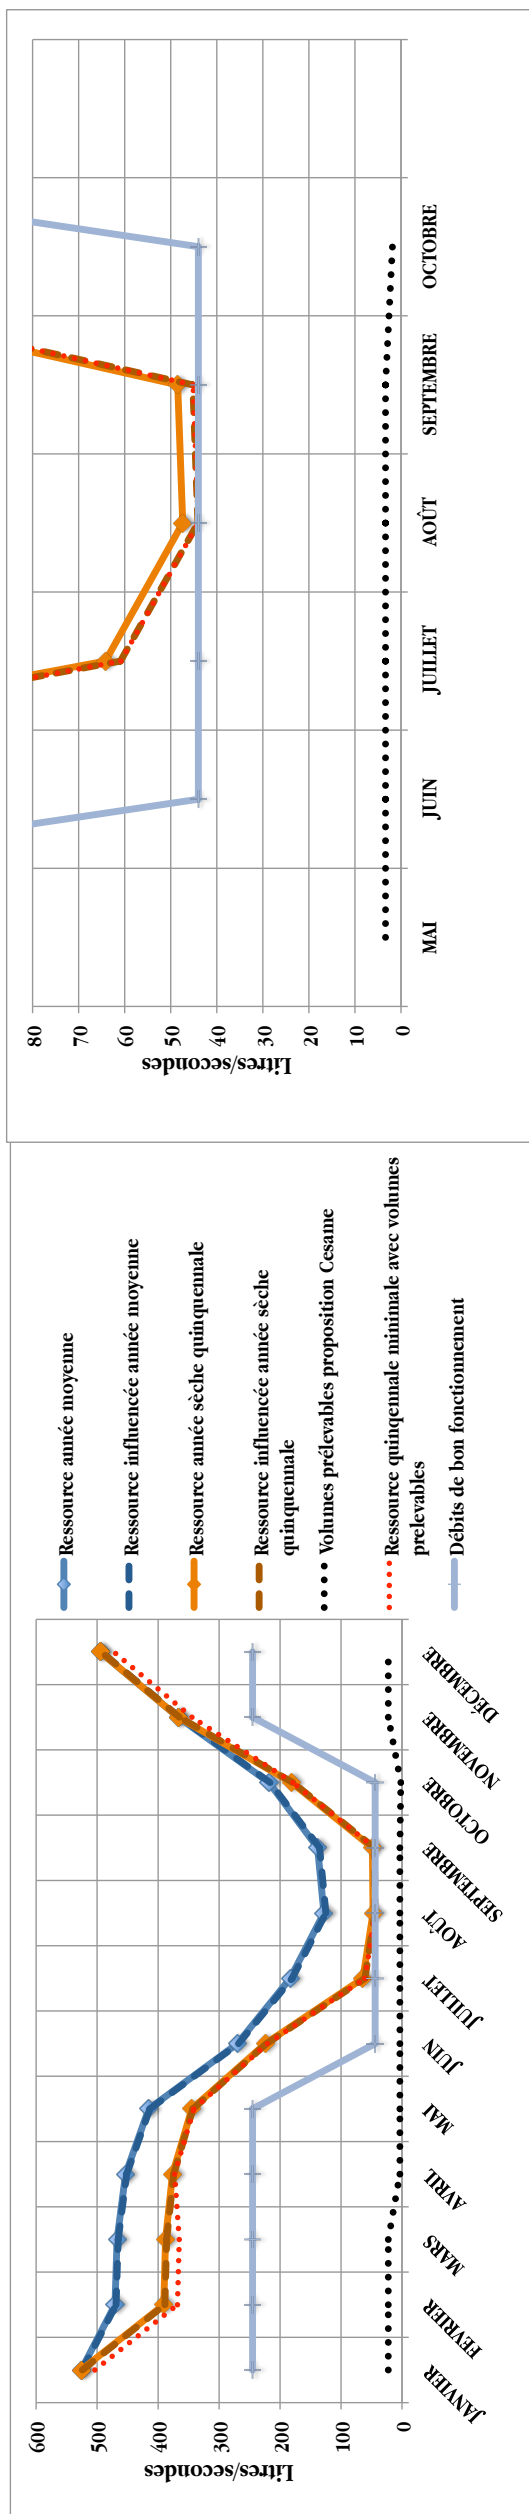 600
500
400
300
200
100
0
Litres/secondes
JANVIER
FEVRIER
MARS
AVRIL
MAI
JUIN
JUILLET
AOÛT
SEPTEMBRE
OCTOBRE
NOVEMBRE
DÉCEMBRE
Ressource année moyenne
Ressource influencée année moyenne
Ressource année sèche quinquennale
Ressource influencée année sèche
quinquennale
Volumes prélevables proposition Cesame
Ressource quinqennale minimale avec volumes
prelevables
Débits de bon fonctionnement
80
70
60
50
40
30
20
10
0
Litres/secondes
MAI
JUIN
JUILLET
AOÛT
SEPTEMBRE
OCTOBRE